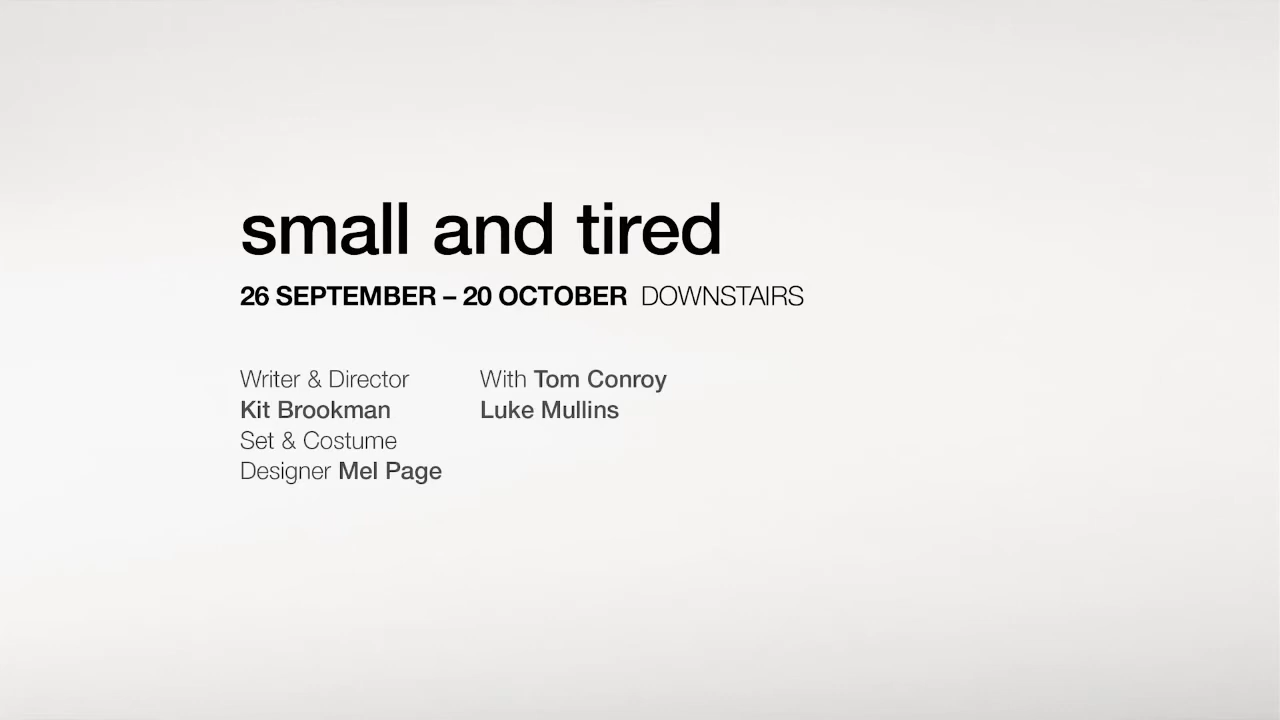 small and tired
26 SEPTEMBER – 20 OCTOBER DOWNSTAIRS
Writer & Director
Kit Brookman
Set & Costume
Designer Mel Page
With Tom Conroy
Luke Mullins